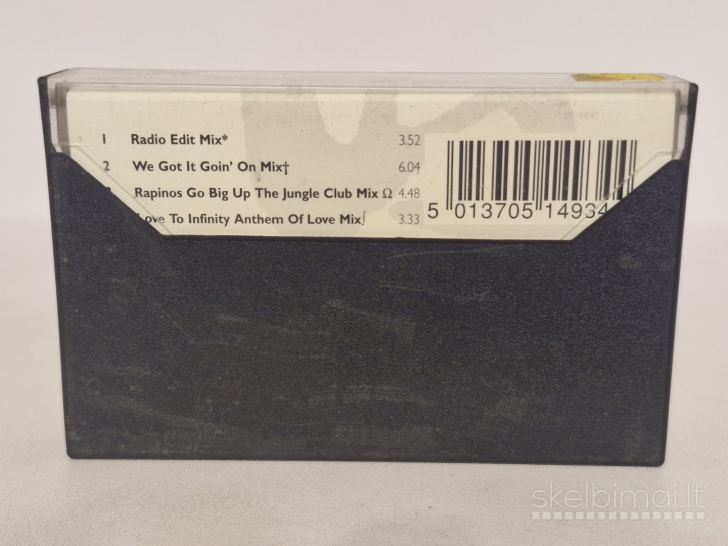 1 Radio Edit Mix* 3.52
2 We Got It Goin' On Mix† 6.04
Rapinos Go Big Up The Jungle Club Mix Ω 4.48
Love To Infinity Anthem Of Love Mix∫ 3.33
5 013705 14934
skelbimai.lt